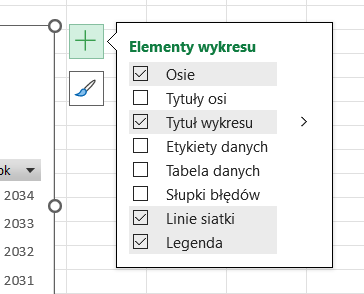 Elementy wykresu
Osie
Tytuły osi
Tytuł wykresu
Etykiety danych
Tabela danych
Słupki błędów
Linie siatki
Legenda
2034
2033
2032
2031